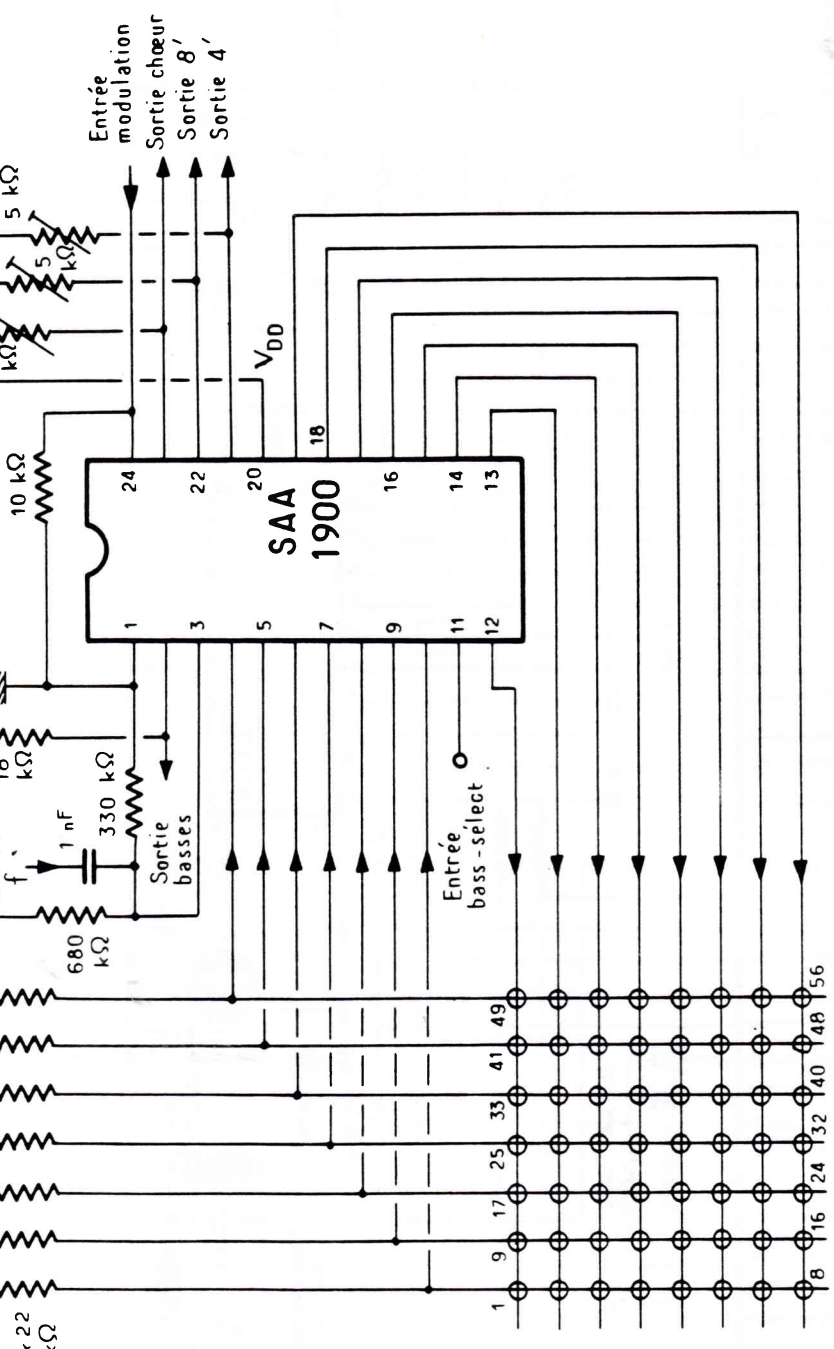 Entrée
modulation
Sortie chœur
Sortie 8'
Sortie 4'
5 kΩ
5
kΩ
kΩ
V DD
10 kΩ
24
22
20
18
16
14
13
SAA
1900
1
3
5
7
9
11
12
kΩ
330 kΩ
1 nF
f
Sortie
basses
680
kΩ
Entrée
bass-sélect
49
41
33
25
17
9
1
56
48
40
32
24
16
8
22